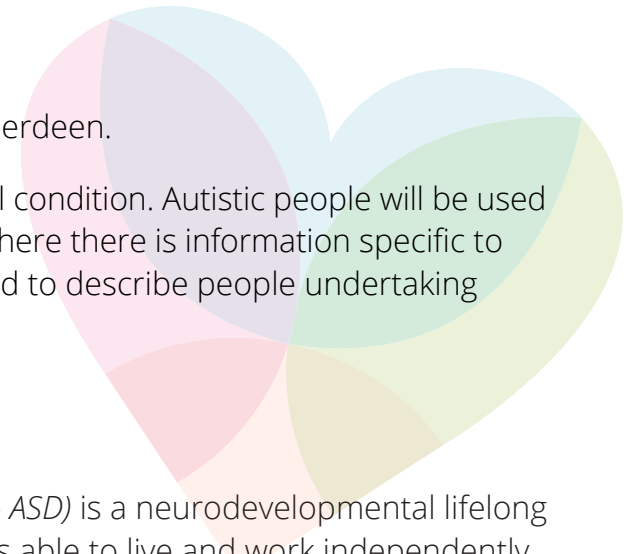 erdeen.
l condition. Autistic people will be used
here there is information specific to
d to describe people undertaking
ASD) is a neurodevelopmental lifelong
s able to live and work independently